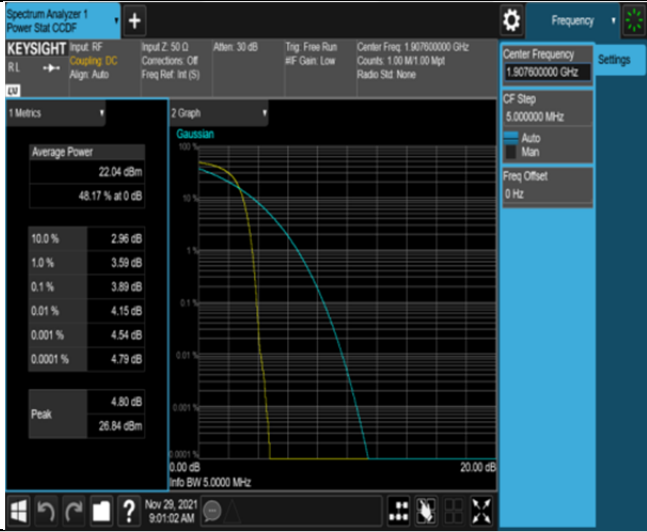 Spectrum Analyzer 1
Power Stat CCDF
+
Frequency
KEYSIGHT
RL
LV
Input: RF
Coupling: DC
Align: Auto
Input Z: 50 Ω
Corrections: Off
Freq Ref: Int (S)
Atten: 30 dB
Trig: Free Run
#IF Gain: Low
Center Freq: 1.907600000 GHz
Counts: 1.00 M/1.00 Mpt
Radio Std: None
Center Frequency
1.907600000 GHz
Settings
CF Step
5.000000 MHz
Auto
Man
Freq Offset
0 Hz
1 Metrics
Average Power
22.04 dBm
48.17 % at 0 dB
10.0 % 2.96 dB
1.0 % 3.59 dB
0.1 % 3.89 dB
0.01 % 4.15 dB
0.001 % 4.54 dB
0.0001 % 4.79 dB
Peak
4.80 dB
26.84 dBm
2 Graph
Gaussian
100 %
10 %
1 %
0.1 %
0.01 %
0.001 %
0.0001 %
0.00 dB 20.00 dB
Info BW 5.0000 MHz
?
Nov 29, 2021
9:01:02 AM